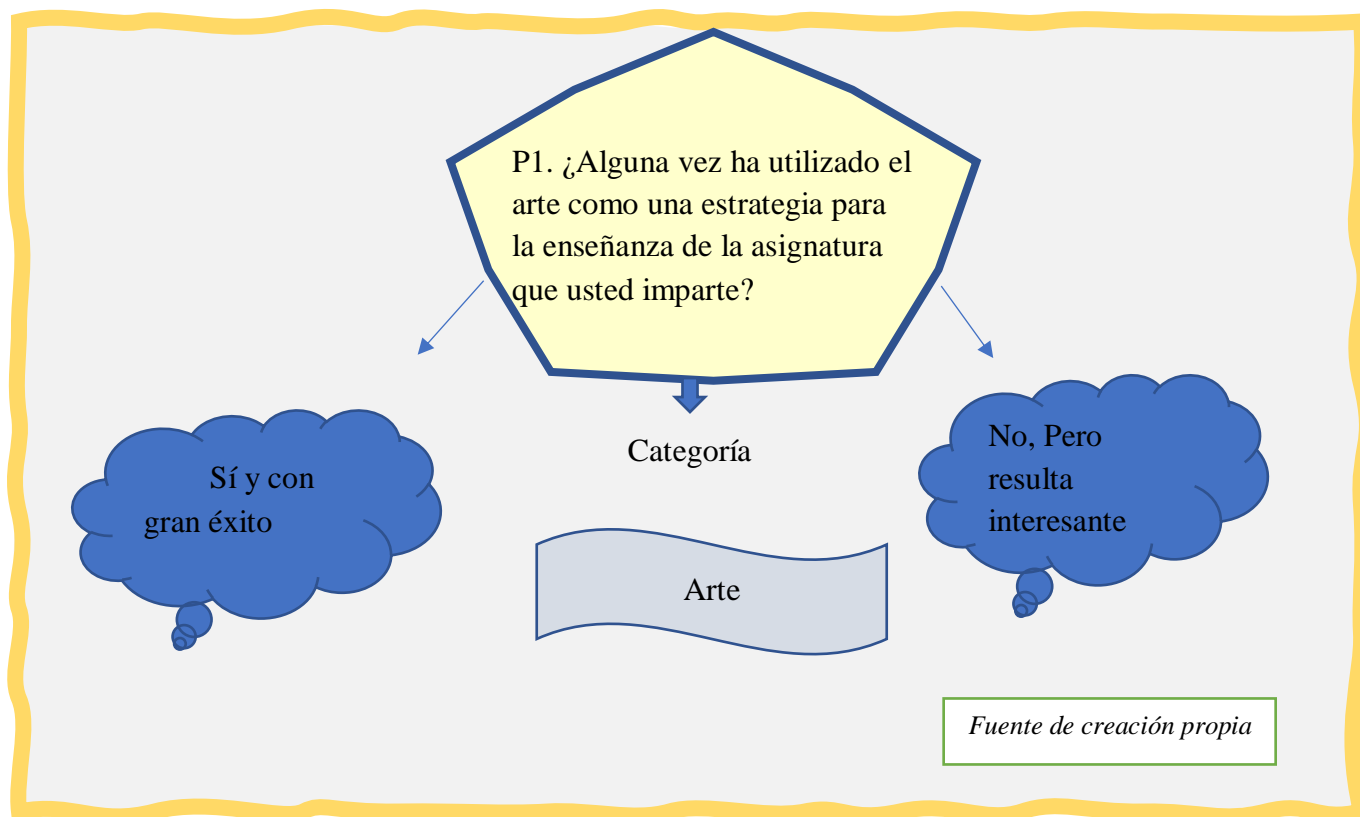 P1. ¿Alguna vez ha utilizado el
arte como una estrategia para
la enseñanza de la asignatura
que usted imparte?
Sí y con
gran éxito
Categoría
No, Pero
resulta
interesante
Arte
Fuente de creación propia